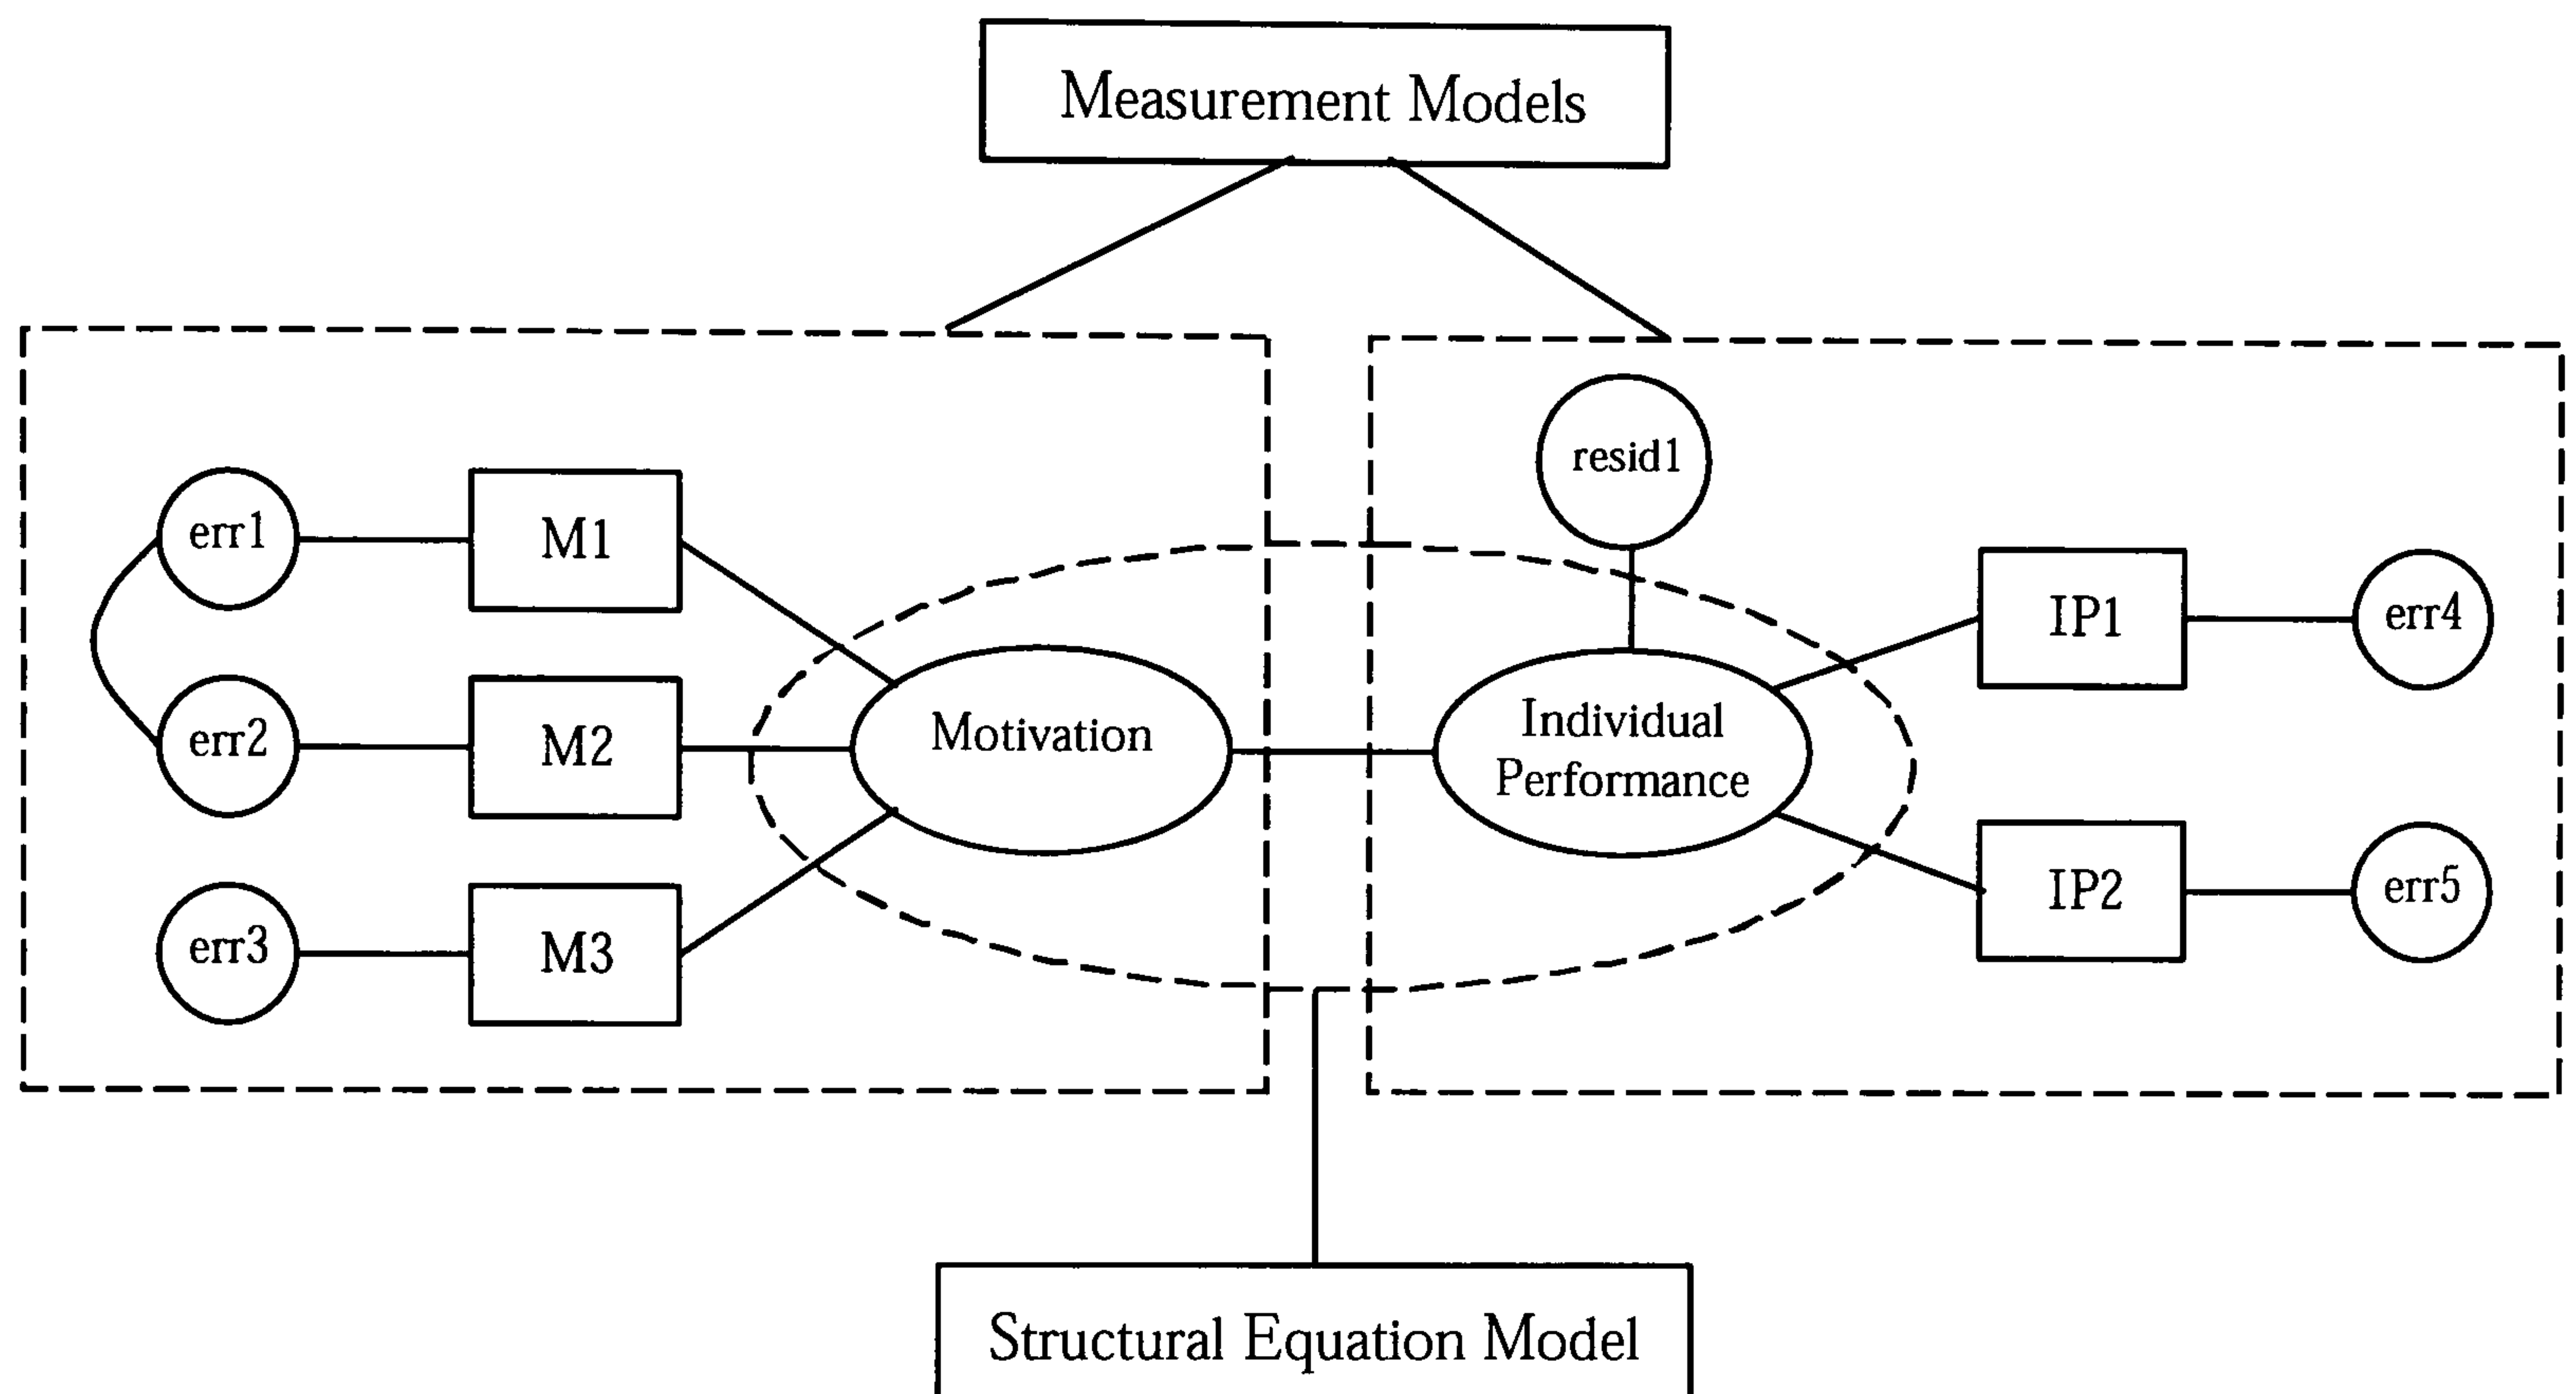 Measurement Models
resid1
err1
M1
IP1
err4
err2
M2
Motivation
Individual
Performance
err3
M3
IP2
err5
Structural Equation Model